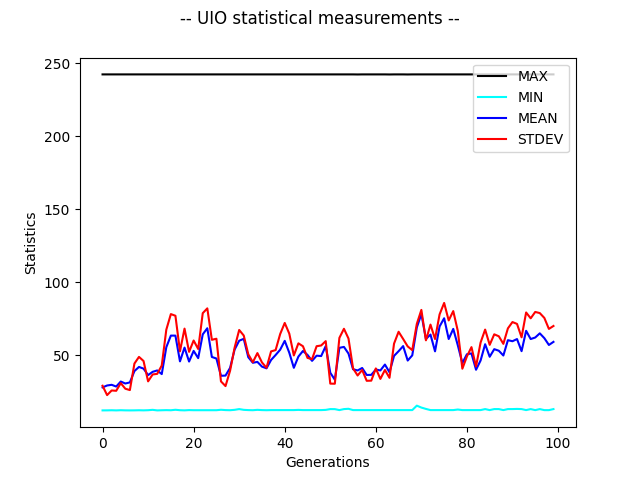 -- UIO statistical measurements --
250
200
150
100
50
Statistics
MAX
MIN
MEAN
STDEV
0 20 40 60 80 100
Generations